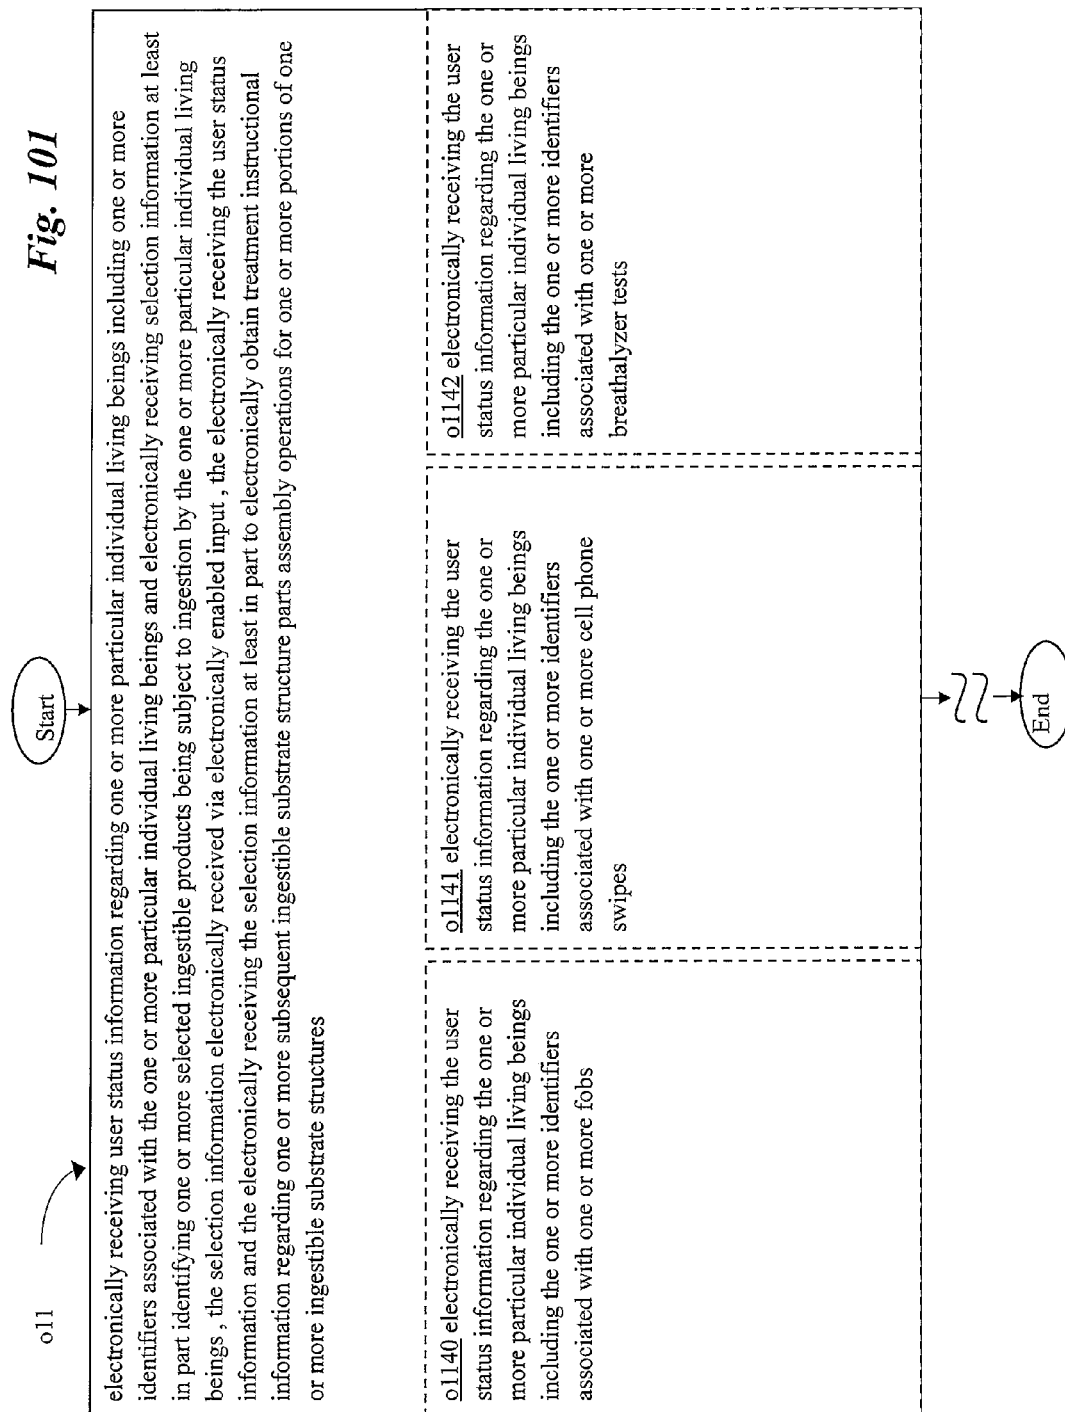 Fig. 101
Start
o11
electronically receiving user status information regarding one or more particular individual living beings including one or more
identifiers associated with the one or more particular individual living beings and electronically receiving selection information at least
in part identifying one or more selected ingestible products being subject to ingestion by the one or more particular individual living
beings , the selection information electronically received via electronically enabled input , the electronically receiving the user status
information and the electronically receiving the selection information at least in part to electronically obtain treatment instructional
information regarding one or more subsequent ingestible substrate structure parts assembly operations for one or more portions of one
or more ingestible substrate structures
o1140 electronically receiving the user
status information regarding the one or
more particular individual living beings
including the one or more identifiers
associated with one or more fobs
o1141 electronically receiving the user
status information regarding the one or
more particular individual living beings
including the one or more identifiers
associated with one or more cell phone
swipes
o1142 electronically receiving the user
status information regarding the one or
more particular individual living beings
including the one or more identifiers
associated with one or more
breathalyzer tests
End